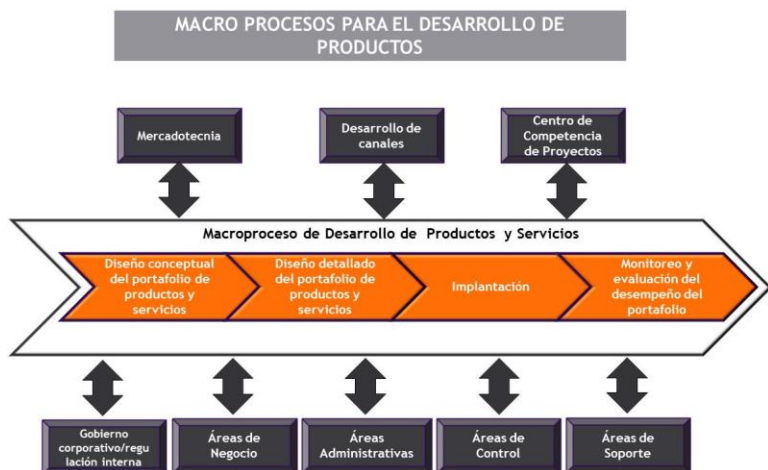 MACRO PROCESOS PARA EL DESARROLLO DE
PRODUCTOS
Mercadotecnia
Desarrollo de
canales
Centro de
Competencia
de Proyectos
Macroproceso de Desarrollo de Productos y Servicios
Diseño conceptual
del portafolio de
productos y
servicios
Diseño detallado
del portafolio de
productos y
servicios
Implantación
Monitoreo y
evaluación del
desempeño del
portafolio
Gobierno
corporativo/regu
lación interna
Áreas de
Negocio
Áreas
Administrativas
Áreas de
Control
Áreas de
Soporte